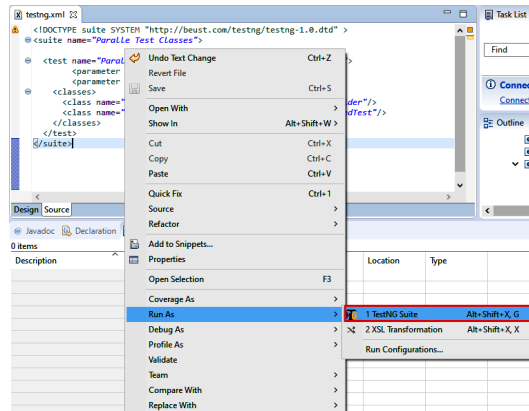 testng.xml
Task List
<!DOCTYPE suite SYSTEM "http://beust.com/testng/testng-1.0.dtd" >
<suite name="Paralle Test Classes">
<test name="Paral
>
<parameter
<parameter
<classes>
<class name="
der"/>
<class name="
edTest"/>
</classes>
</test>
</suite>
Design Source
Undo Text Change Ctrl+Z
Revert File
Save Ctrl+S
Open With
Show In Alt+Shift+W >
Cut Ctrl+X
Copy Ctrl+C
Paste Ctrl+V
Quick Fix Ctrl+1
Source
Refactor
Add to Snippets...
Properties
Open Selection F3
Coverage As
Run As
Debug As
Profile As
Validate
Team
Compare With
Replace With
1 TestNG Suite Alt+Shift+X, G
2 XSL Transformation Alt+Shift+X, X
Run Configurations...
Find
Connec
Connect
Outline
@ Javadoc Declaration
0 items
Description Location Type